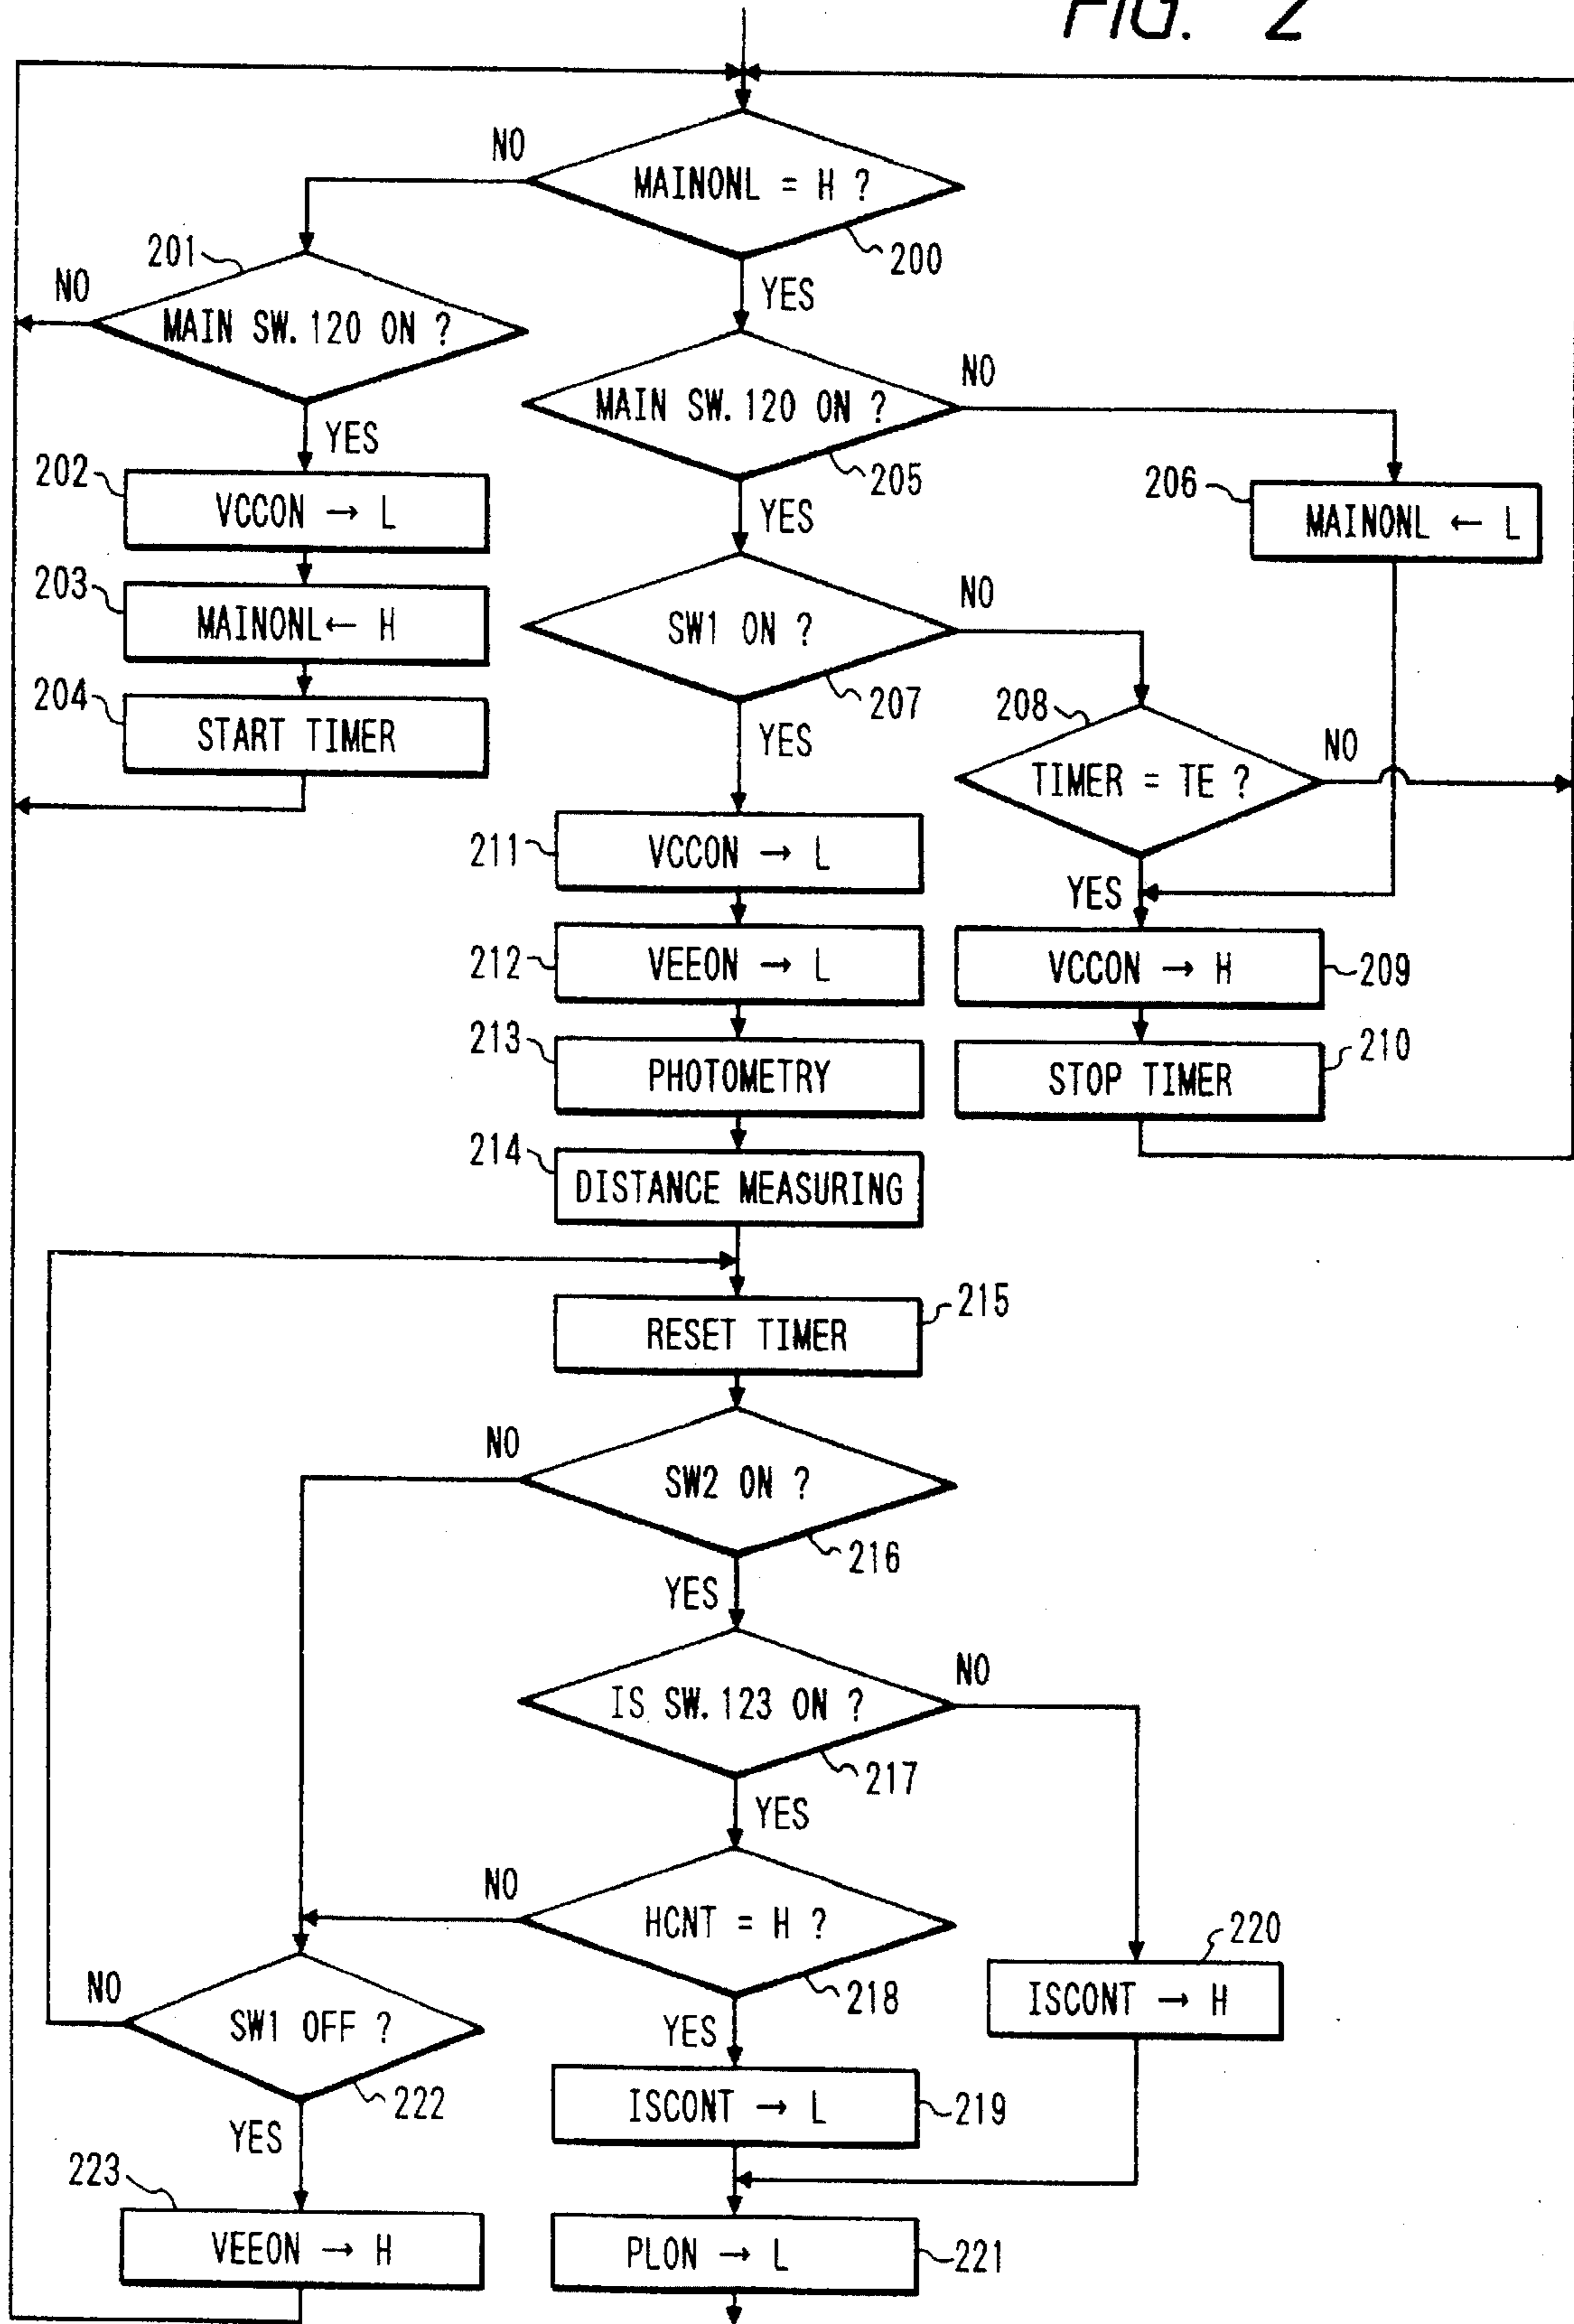 FIG. 2
NO
MAINONL = H ?
200
201
NO
YES
MAIN SW. 120 ON ?
MAIN SW. 120 ON ?
NO
205
YES
202
VCCON → L
YES
206
MAINONL ← L
203
MAINONL ← H
SW1 ON ?
NO
207
204
START TIMER
YES
208
TIMER = TE ?
NO
211
VCCON → L
YES
212
VEEON → L
VCCON → H
209
213
PHOTOMETRY
STOP TIMER
210
214
DISTANCE MEASURING
215
RESET TIMER
NO
SW2 ON ?
216
YES
IS SW. 123 ON ?
NO
217
YES
NO
HCNT = H ?
218
220
ISCONT → H
NO
SW1 OFF ?
222
YES
ISCONT → L
219
YES
223
VEEON → H
PLON → L
221